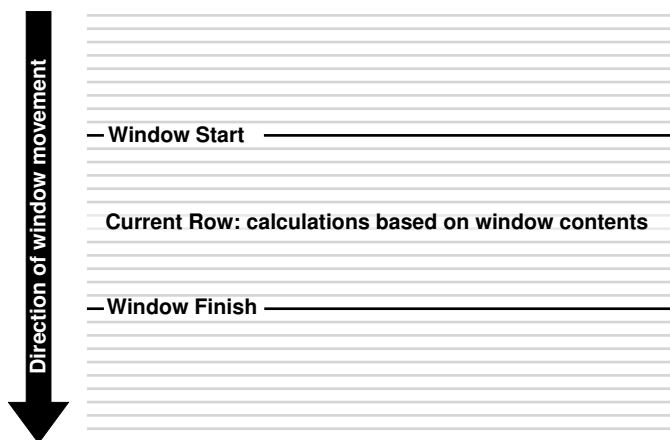 Direction of window movement
Window Start
Current Row: calculations based on window contents
Window Finish